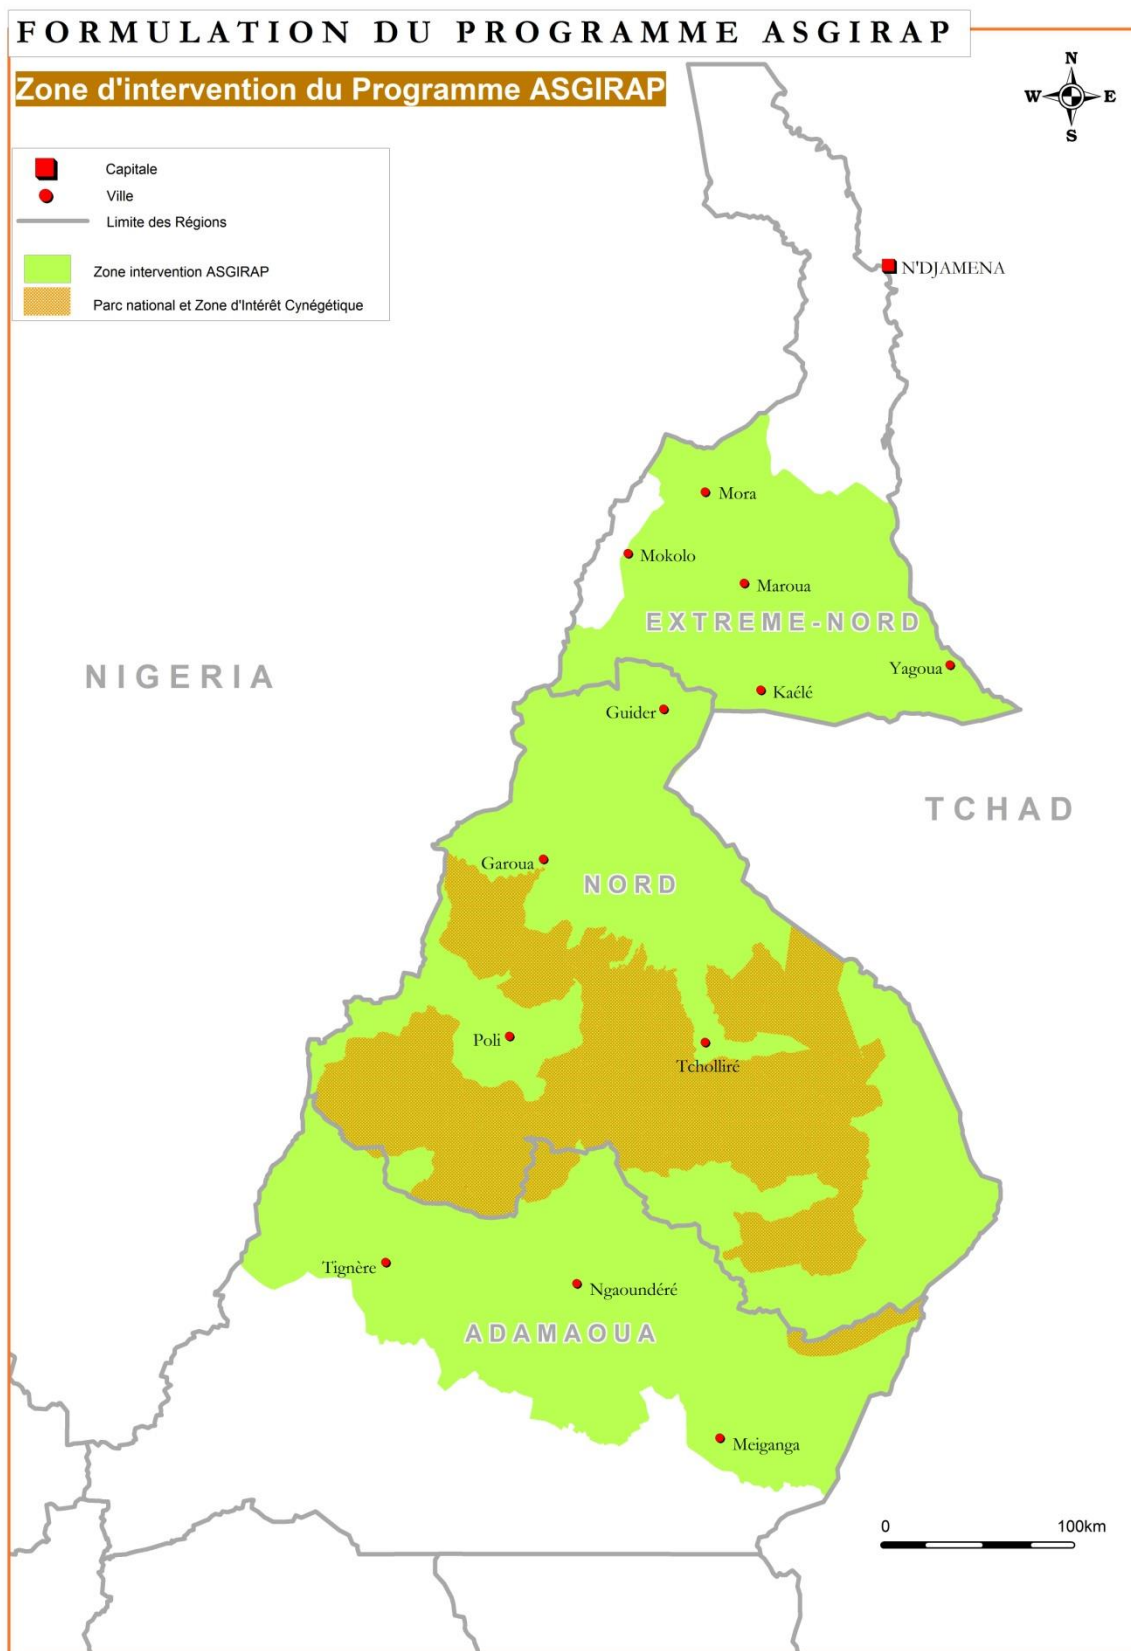 FORMULATION DU PROGRAMME ASGIRAP
Zone d'intervention du Programme ASGIRAP
N
W E
S
Capitale
Ville
Limite des Régions
Zone intervention ASGIRAP
Parc national et Zone d'Intérêt Cynégétique
N'DJAMENA
Mora
Mokolo
Maroua
EXTREME-NORD
Yagoua
NIGERIA
Kaélé
Guider
TCHAD
Garoua
NORD
Poli
Tcholliré
Tignère
Ngaoundéré
ADAMAOUA
Meiganga
0 100km